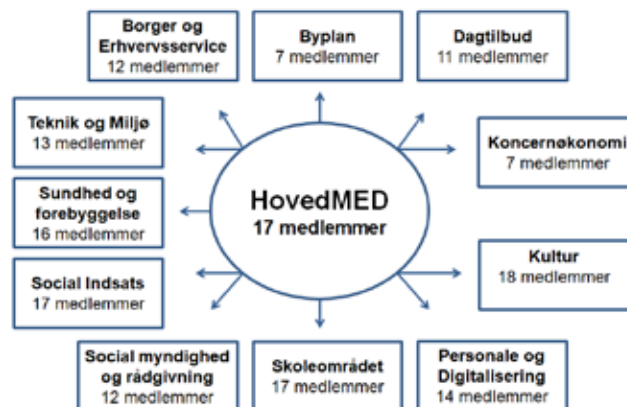 Borger og
Erhvervsservice
12 medlemmer
Byplan
7 medlemmer
Dagtilbud
11 medlemmer
Teknik og Miljø
13 medlemmer
Koncernøkonomi
7 medlemmer
HovedMED
17 medlemmer
Sundhed og
forebyggelse
16 medlemmer
Kultur
18 medlemmer
Social Indsats
17 medlemmer
Social myndighed
og rådgivning
12 medlemmer
Skoleområdet
17 medlemmer
Personale og
Digitalisering
14 medlemmer